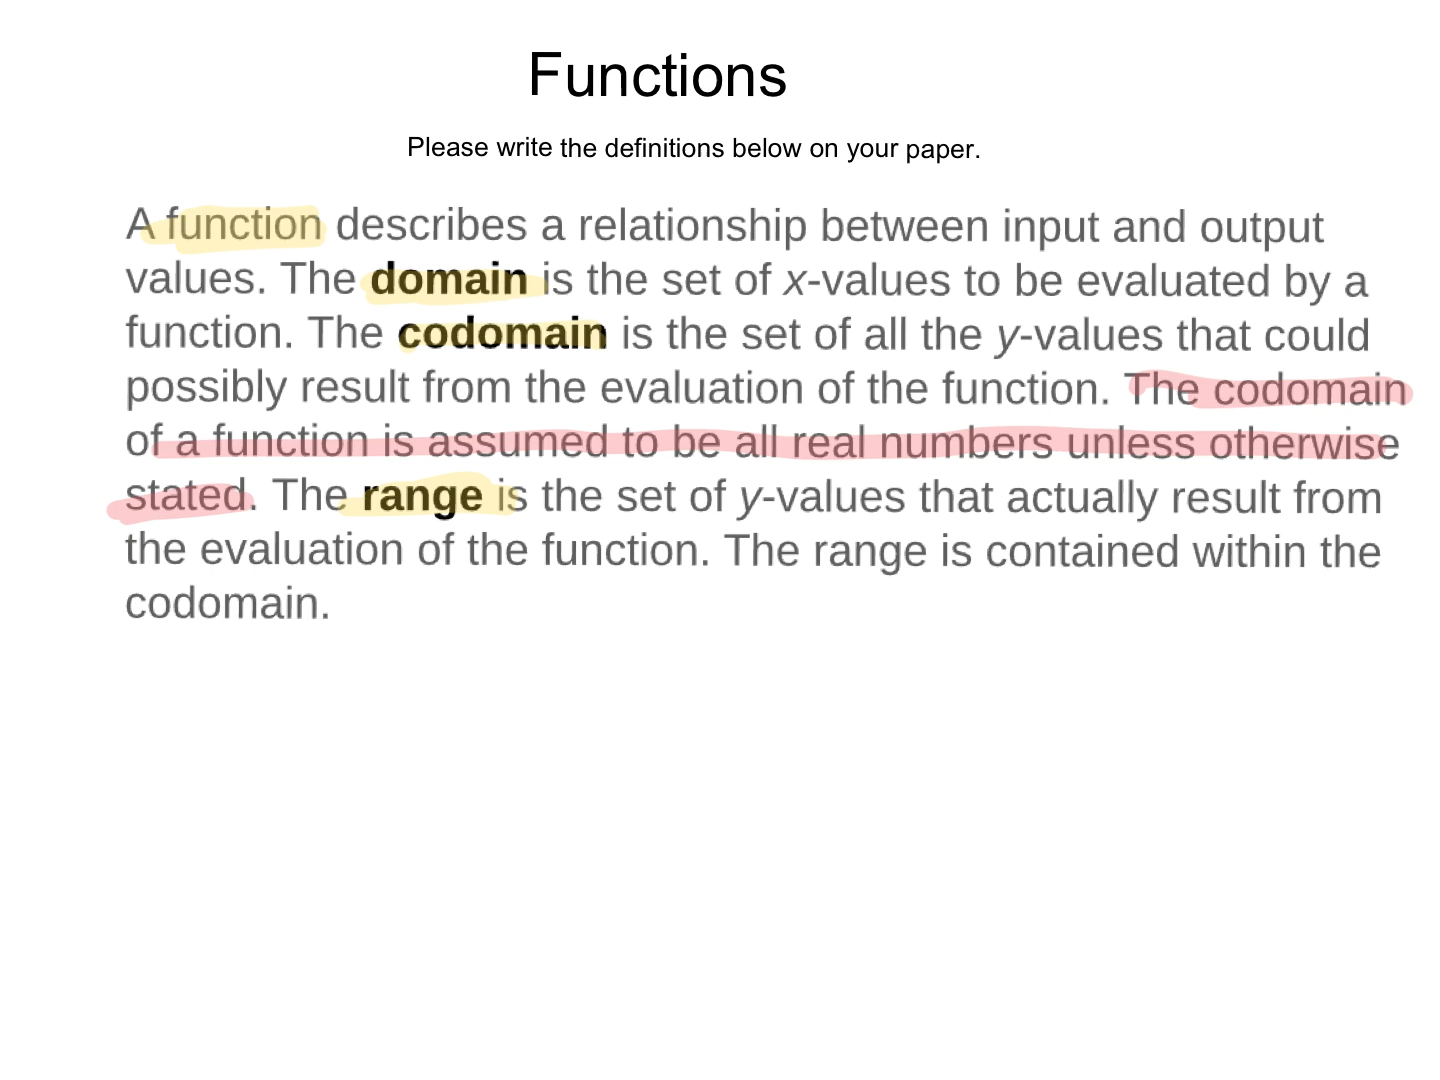 Functions
Please write the definitions below on your paper.
A function describes a relationship between input and output
values. The domain is the set of x-values to be evaluated by a
function. The codomain is the set of all the y-values that could
possibly result from the evaluation of the function. The codomain
of a function is assumed to be all real numbers unless otherwise
stated. The range is the set of y-values that actually result from
the evaluation of the function. The range is contained within the
codomain.